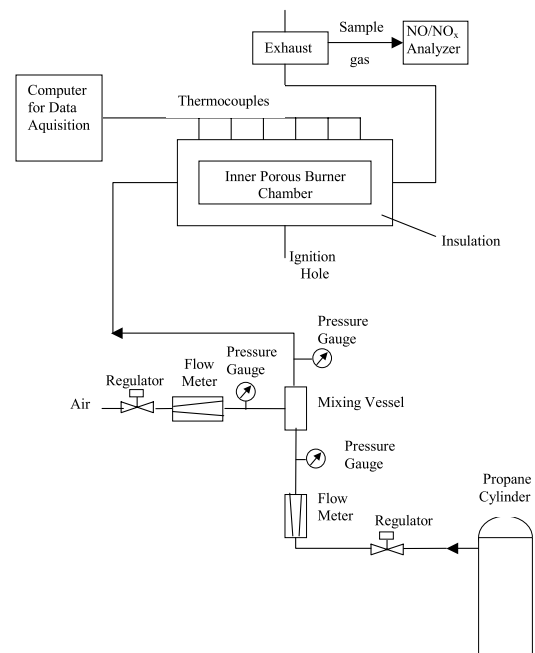 Exhaust
Sample
gas
NO/NOx
Analyzer
Computer
for Data
Aquisition
Thermocouples
Inner Porous Burner
Chamber
Insulation
Ignition
Hole
Pressure
Gauge
Pressure
Gauge
Flow
Meter
Regulator
Air
Mixing Vessel
Pressure
Gauge
Propane
Cylinder
Flow
Meter
Regulator